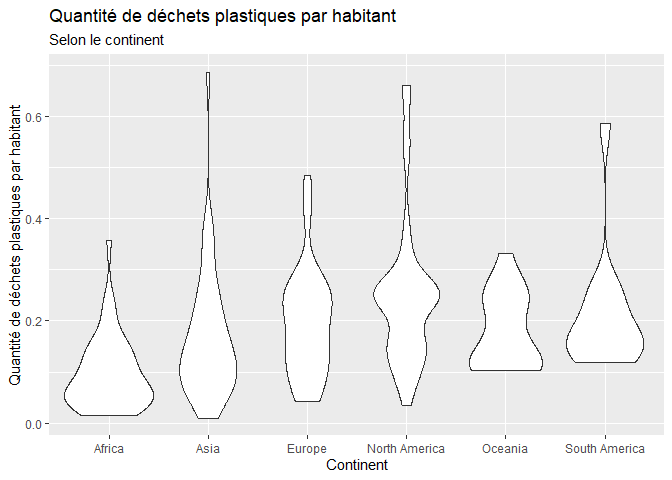 Quantité de déchets plastiques par habitant
Selon le continent
Quantité de déchets plastiques par habitant
0.6
0.4
0.2
0.0
Africa
Asia
Europe
North America
Oceania
South America
Continent